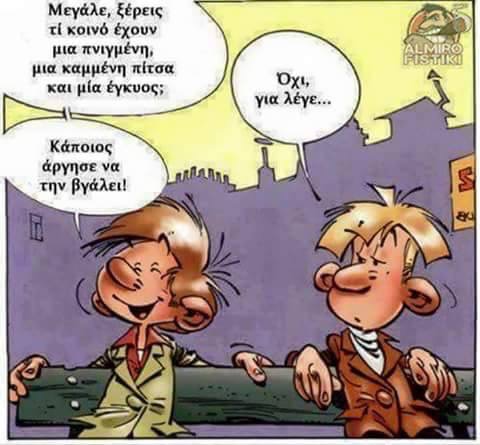 Μεγάλε, ξέρεις
τί κοινό έχουν
μια πνιγμένη,
μια καμμένη πίτσα
και μία έγκυος;
Όχι,
για λέγε...
Κάποιος
άργησε να
την βγάλει!
ALMIRO
FISTIKI